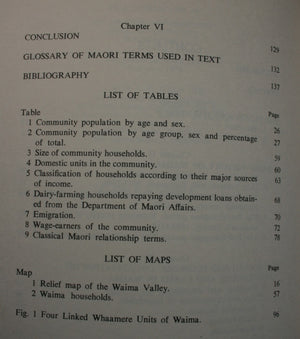 Chapter VI
CONCLUSION 129
GLOSSARY OF MAORI TERMS USED IN TEXT 132
BIBLIOGRAPHY 137
LIST OF TABLES
Table Page
1 Community population by age and sex. 26
2 Community population by age group, sex and percentage
of total. 27
3 Size of community households. 59
4 Domestic units in the community. 60
5 Classification of households according to their major sources
of income. 63
6 Dairy-farming households repaying development loans obtain-
ed from the Department of Maori Affairs. 68
7 Emigration. 70
8 Wage-earners of the community. 72
9 Classical Maori relationship terms. 78
LIST OF MAPS
Map Page
1 Relief map of the Waima Valley. 16
2 Waima households. 57
Fig. 1 Four Linked Whaamere Units of Waima. 96